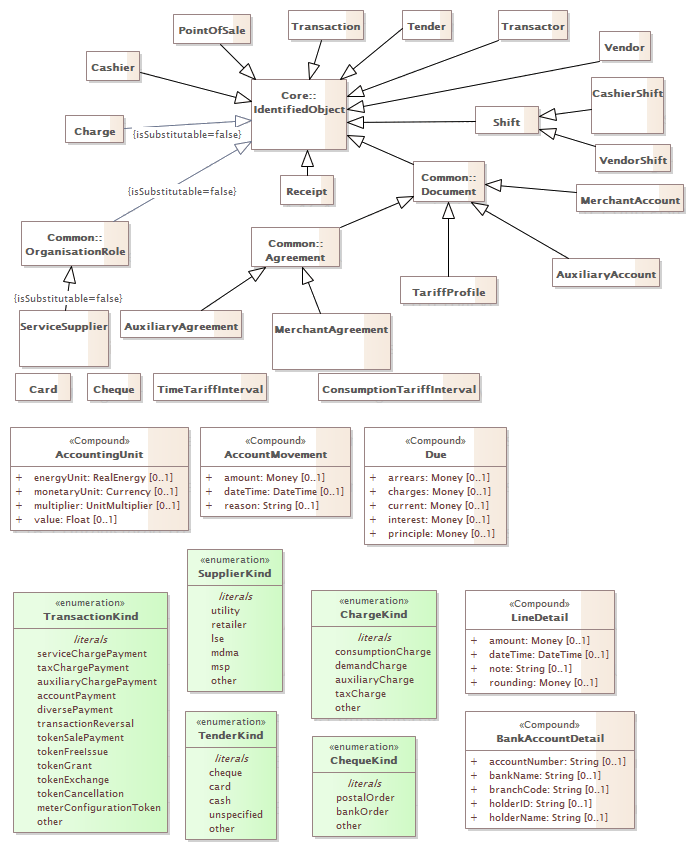 PointOfSale
Transaction
Tender
Transactor
Vendor
Cashier
Core::
IdentifiedObject
CashierShift
Charge
{isSubstitutable=false}
Shift
VendorShift
{isSubstitutable=false}
Receipt
Common::
Document
MerchantAccount
Common::
OrganisationRole
Common::
Agreement
AuxiliaryAccount
TariffProfile
{isSubstitutable=false}
ServiceSupplier
AuxiliaryAgreement
MerchantAgreement
Card
Cheque
TimeTariffInterval
ConsumptionTariffInterval
«Compound»
AccountingUnit
+ energyUnit: RealEnergy [0..1]
+ monetaryUnit: Currency [0..1]
+ multiplier: UnitMultiplier [0..1]
+ value: Float [0..1]
«Compound»
AccountMovement
+ amount: Money [0..1]
+ dateTime: DateTime [0..1]
+ reason: String [0..1]
«Compound»
Due
+ arrears: Money [0..1]
+ charges: Money [0..1]
+ current: Money [0..1]
+ interest: Money [0..1]
+ principle: Money [0..1]
«enumeration»
TransactionKind
literals
serviceChargePayment
taxChargePayment
auxiliaryChargePayment
accountPayment
diversePayment
transactionReversal
tokenSalePayment
tokenFreeIssue
tokenGrant
tokenExchange
tokenCancellation
meterConfigurationToken
other
«enumeration»
SupplierKind
literals
utility
retailer
lse
mdma
msp
other
«enumeration»
TenderKind
literals
cheque
card
cash
unspecified
other
«enumeration»
ChargeKind
literals
consumptionCharge
demandCharge
auxiliaryCharge
taxCharge
other
«enumeration»
ChequeKind
literals
postalOrder
bankOrder
other
«Compound»
LineDetail
+ amount: Money [0..1]
+ dateTime: DateTime [0..1]
+ note: String [0..1]
+ rounding: Money [0..1]
«Compound»
BankAccountDetail
+ accountNumber: String [0..1]
+ bankName: String [0..1]
+ branchCode: String [0..1]
+ holderID: String [0..1]
+ holderName: String [0..1]